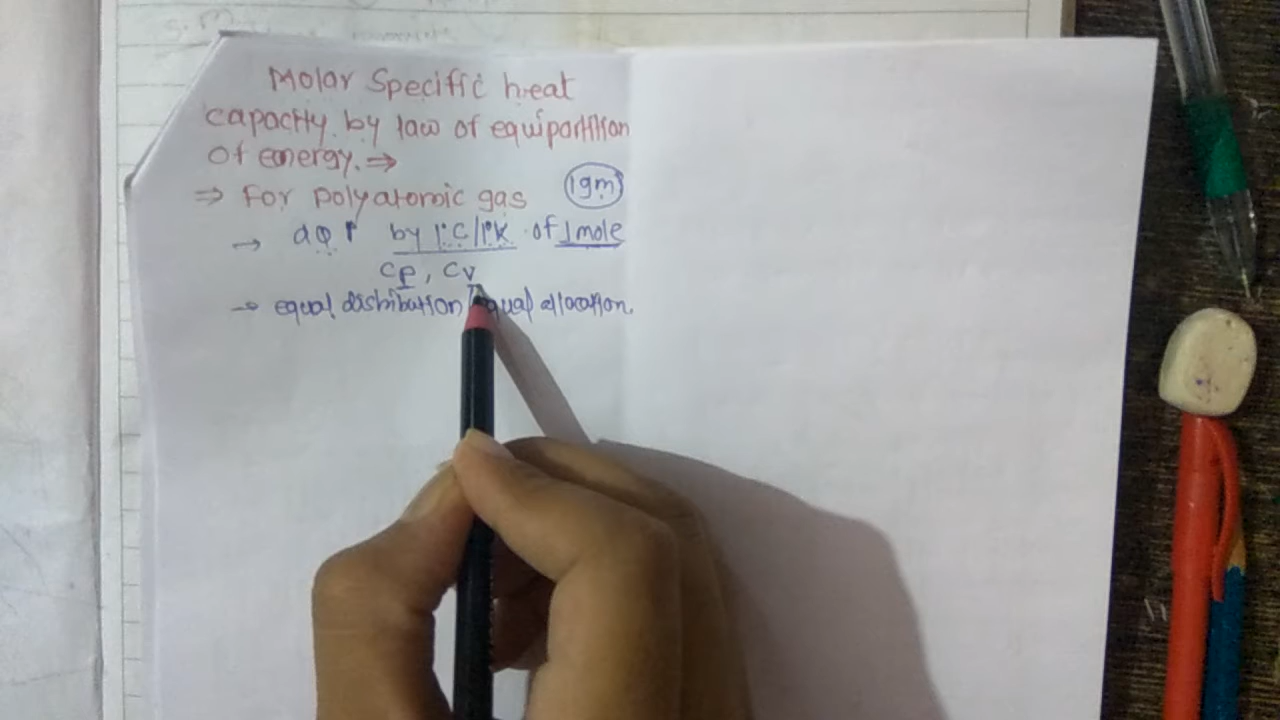 Molar Specific heat
capacity by law of equipartition
of energy. ⇒
⇒ for polyatomic gas (1gm)
→ dQ↑ by 1°C/1°K of 1mole
Cp, Cv
→ equal distribution/equal allocation.